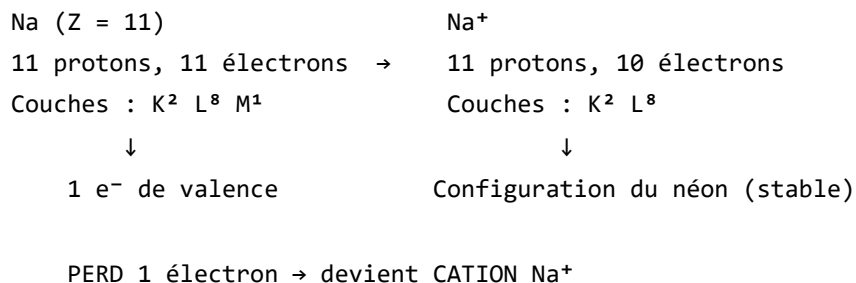 Na (Z = 11) Na⁺
11 protons, 11 électrons → 11 protons, 10 électrons
Couches : K² L⁸ M¹ Couches : K² L⁸
↓ ↓
1 e⁻ de valence Configuration du néon (stable)
PERD 1 électron → devient CATION Na⁺